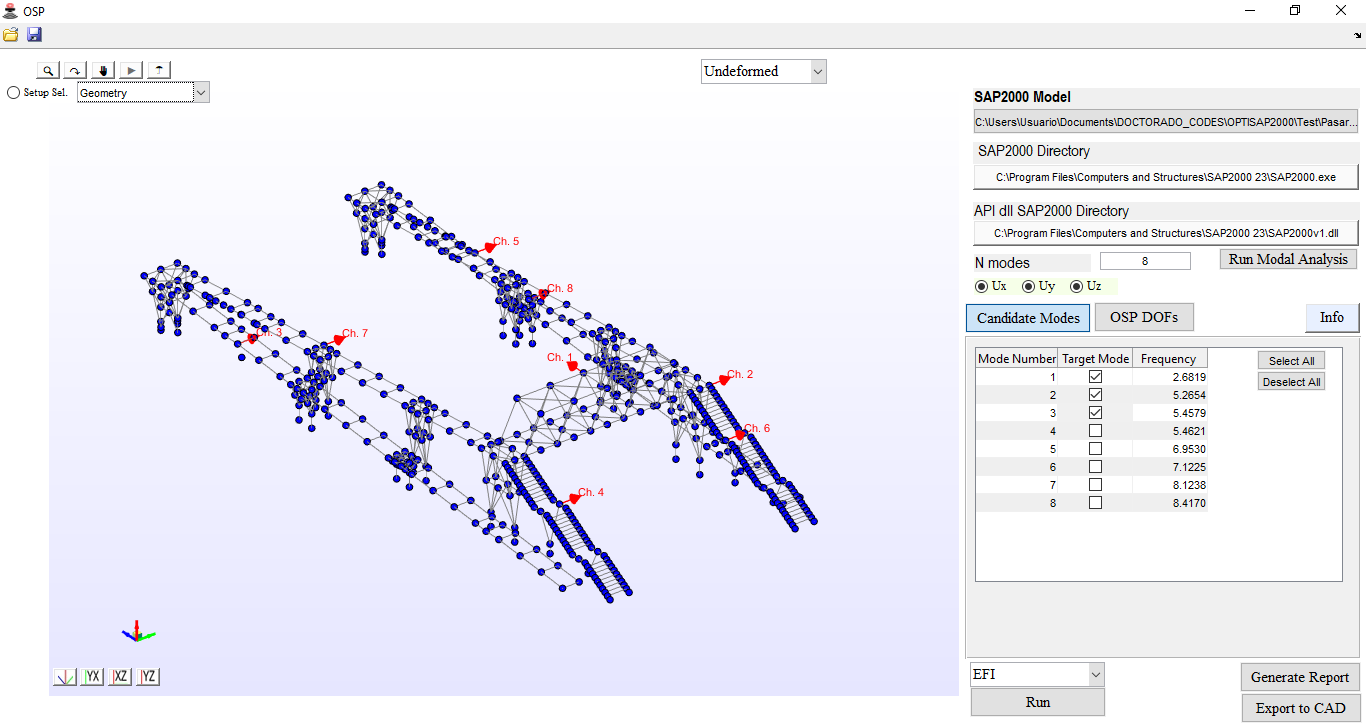 OSP
Setup Sel.
Geometry
Undeformed
Ch. 5
Ch. 8
Ch. 3
Ch. 7
Ch. 1
Ch. 2
Ch. 6
Ch. 4
YX
XZ
YZ
SAP2000 Model
C:\Users\Usuario\Documents\DOCTORADO_CODES\OPTISAP2000\Test\Pasar...
SAP2000 Directory
C:\Program Files\Computers and Structures\SAP2000 23\SAP2000.exe
API dll SAP2000 Directory
C:\Program Files\Computers and Structures\SAP2000 23\SAP2000v1.dll
N modes 8 Run Modal Analysis
Ux Uy Uz
Candidate Modes OSP DOFs Info
Mode Number Target Mode Frequency
1 2.6819
2 5.2654
3 5.4579
4 5.4621
5 6.9530
6 7.1225
7 8.1238
8 8.4170
Select All
Deselect All
EFI
Run
Generate Report
Export to CAD